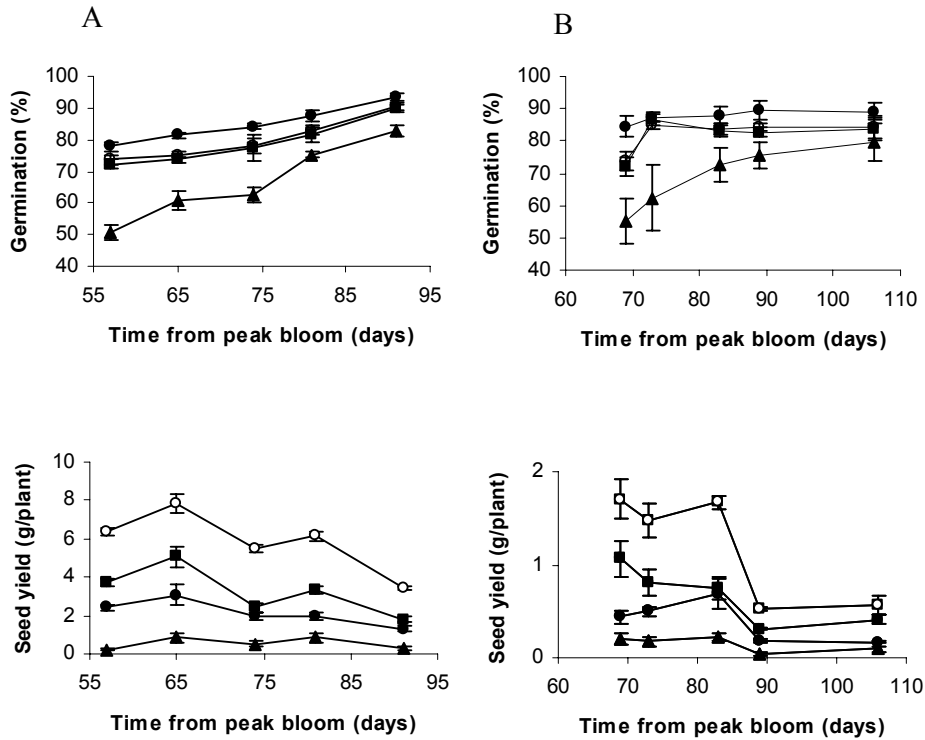 A
B
Germination (%)
100
90
80
70
60
50
40
55 65 75 85 95
Time from peak bloom (days)
Germination (%)
100
90
80
70
60
50
40
60 70 80 90 100 110
Time from peak bloom (days)
Seed yield (g/plant)
10
8
6
4
2
0
55 65 75 85 95
Time from peak bloom (days)
Seed yield (g/plant)
2
1
0
60 70 80 90 100 110
Time from peak bloom (days)